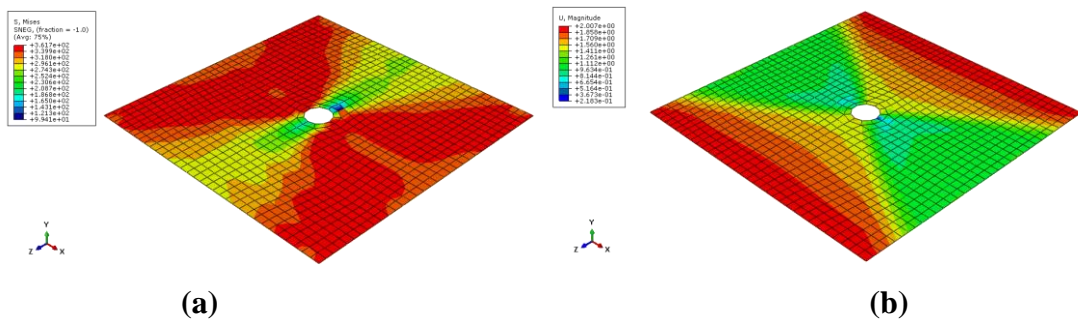 S, Mises
SNEG, (fraction = -1.0)
(Avg: 75%)
+3.617e+02
+3.399e+02
+3.180e+02
+2.961e+02
+2.743e+02
+2.524e+02
+2.306e+02
+2.087e+02
+1.868e+02
+1.650e+02
+1.431e+02
+1.213e+02
+9.941e+01
Y
Z
X
(a)
U, Magnitude
+2.007e+00
+1.858e+00
+1.709e+00
+1.560e+00
+1.411e+00
+1.261e+00
+1.112e+00
+9.634e-01
+8.144e-01
+6.654e-01
+5.164e-01
+3.673e-01
+2.183e-01
Y
Z
X
(b)